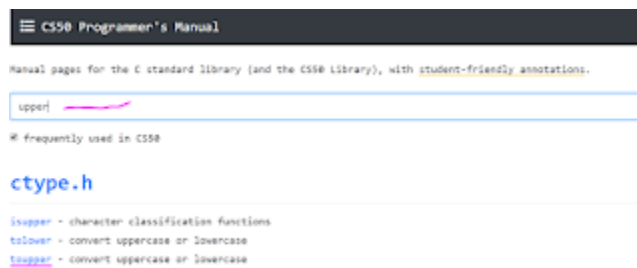 CS50 Programmer's Manual
Manual pages for the C standard library (and the CS50 Library), with student-friendly annotations.
upper
frequently used in CS50
ctype.h
isupper - character classification functions
tolower - convert uppercase or lowercase
toupper - convert uppercase or lowercase